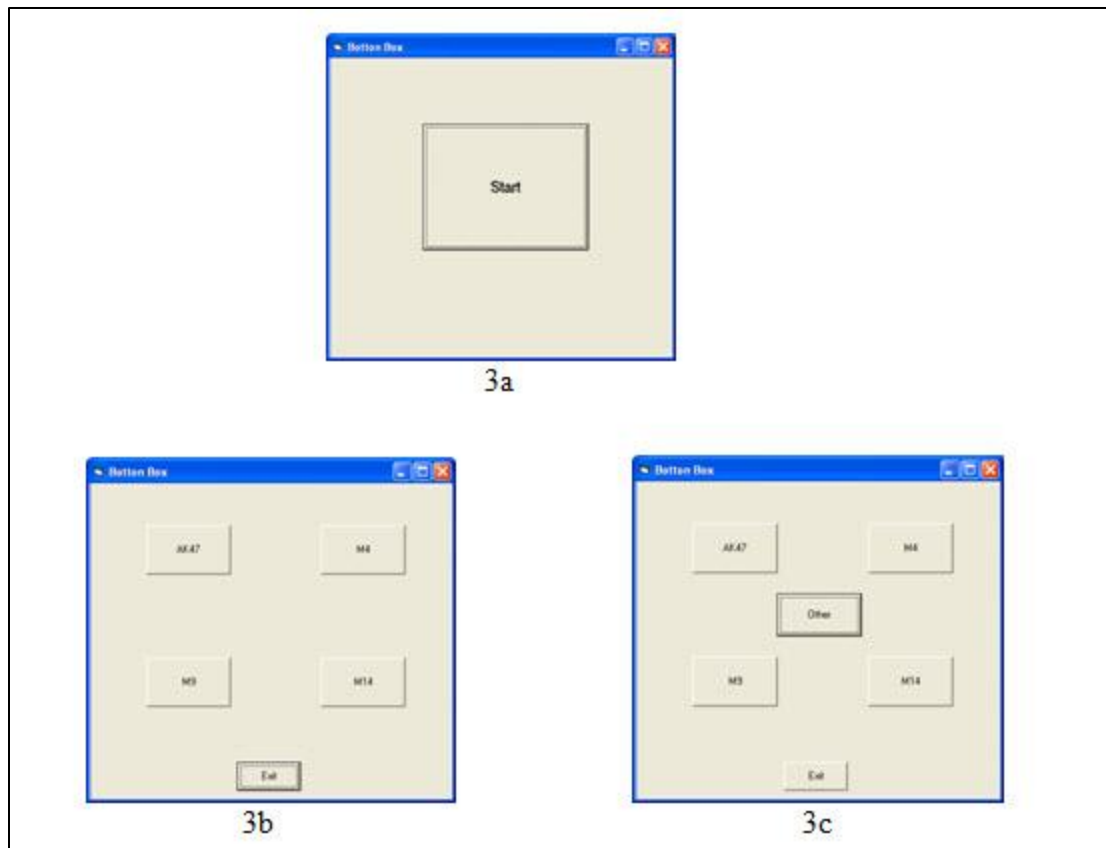 Button Box
Start
3a
Button Box
AK47
M4
M9
M14
Exit
3b
Button Box
AK47
M4
Other
M9
M14
Exit
3c